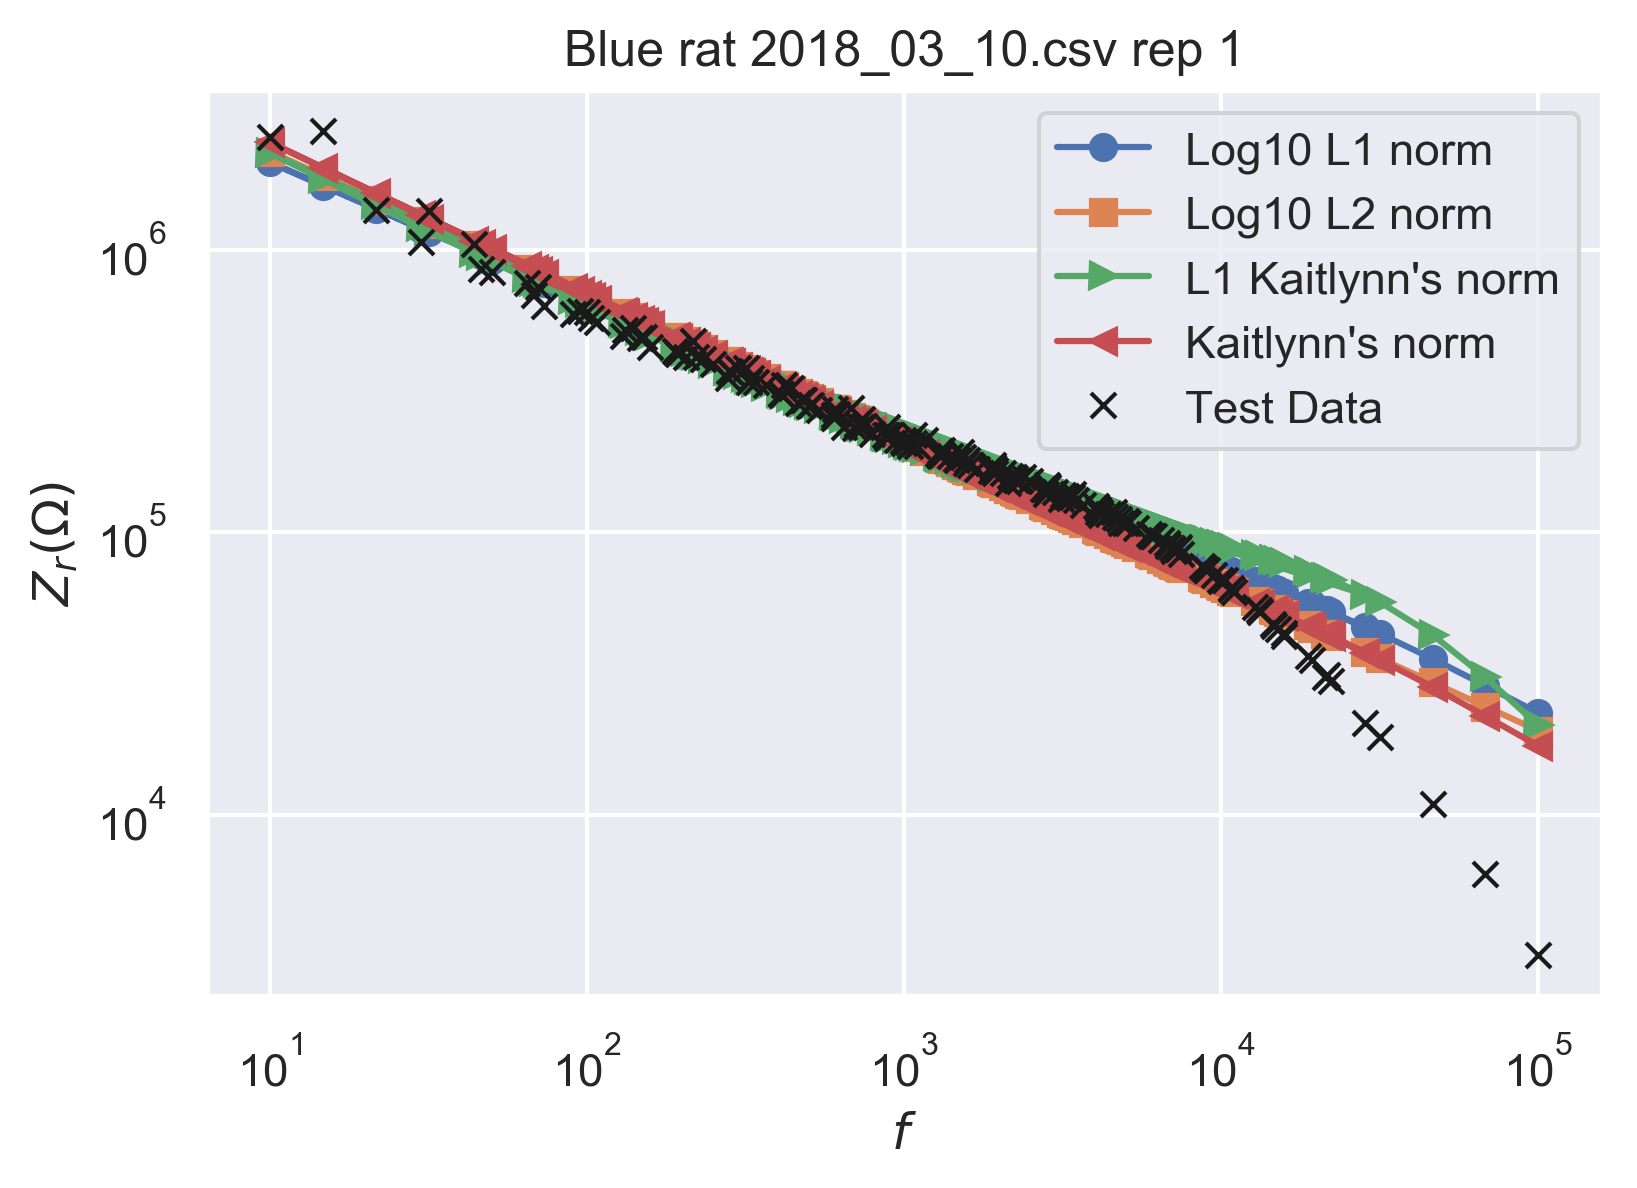 Blue rat 2018_03_10.csv rep 1
Log10 L1 norm
Log10 L2 norm
L1 Kaitlynn's norm
Kaitlynn's norm
Test Data
Z_r(Ω)
10^6
10^5
10^4
10^1 10^2 10^3 10^4 10^5
f